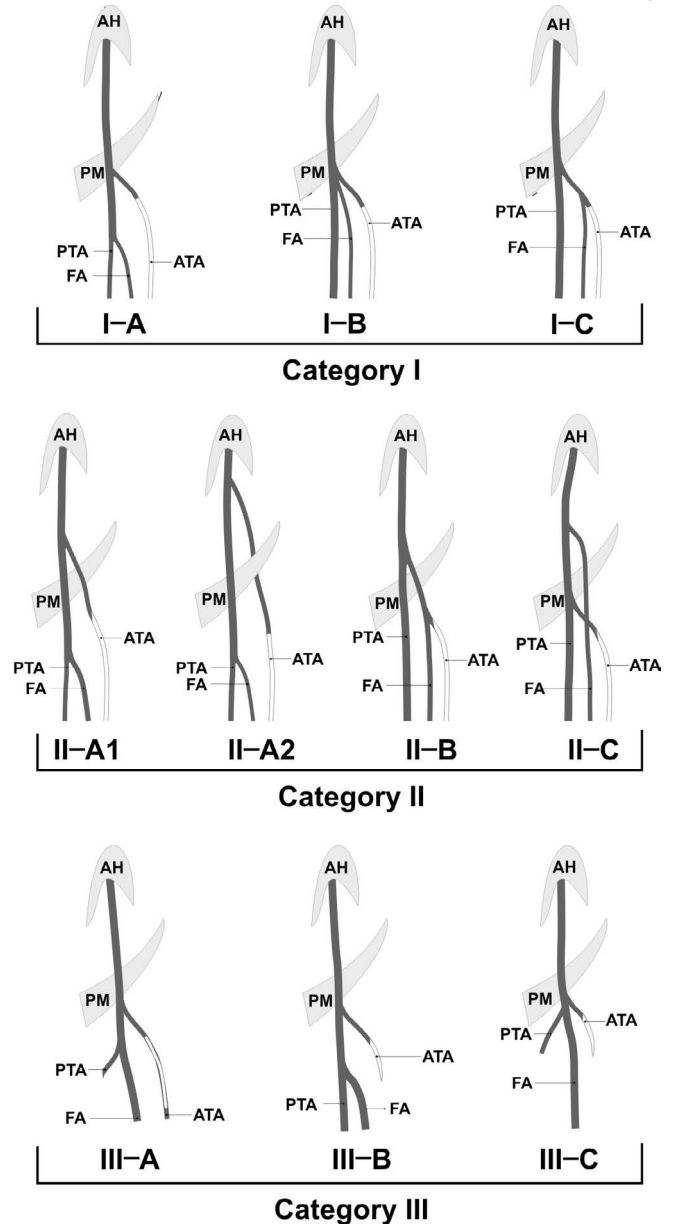 AH AH AH
PM PM PM
PTA ATA
FA ATA
PTA
FA
PTA ATA
FA
I–A I–B I–C
Category I
AH AH AH AH
PM PM PM PM
PTA ATA
FA
PTA ATA
FA
PTA ATA
FA
PTA ATA
FA
II–A1 II–A2 II–B II–C
Category II
AH AH AH
PM PM PM
PTA
FA ATA
ATA
PTA FA
PTA ATA
FA
III–A III–B III–C
Category III